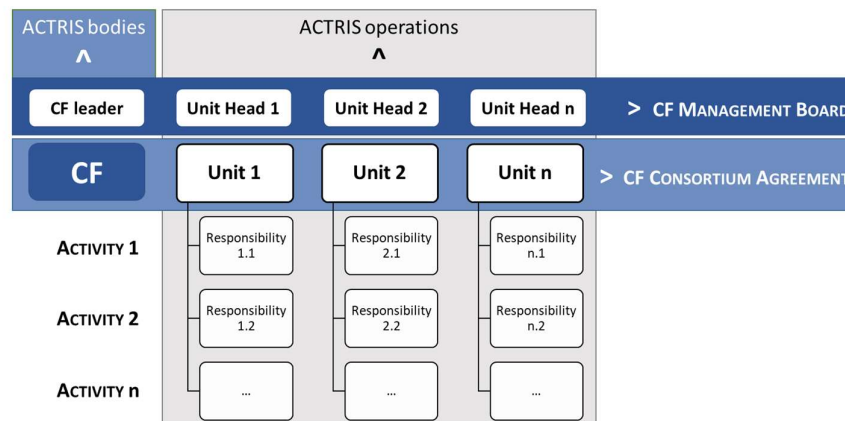 ACTRIS bodies
^
ACTRIS operations
^
CF leader
Unit Head 1
Unit Head 2
Unit Head n
> CF MANAGEMENT BOARD
CF
Unit 1
Unit 2
Unit n
> CF CONSORTIUM AGREEMENT
ACTIVITY 1
Responsibility
1.1
Responsibility
2.1
Responsibility
n.1
ACTIVITY 2
Responsibility
1.2
Responsibility
2.2
Responsibility
n.2
ACTIVITY n
...
...
...